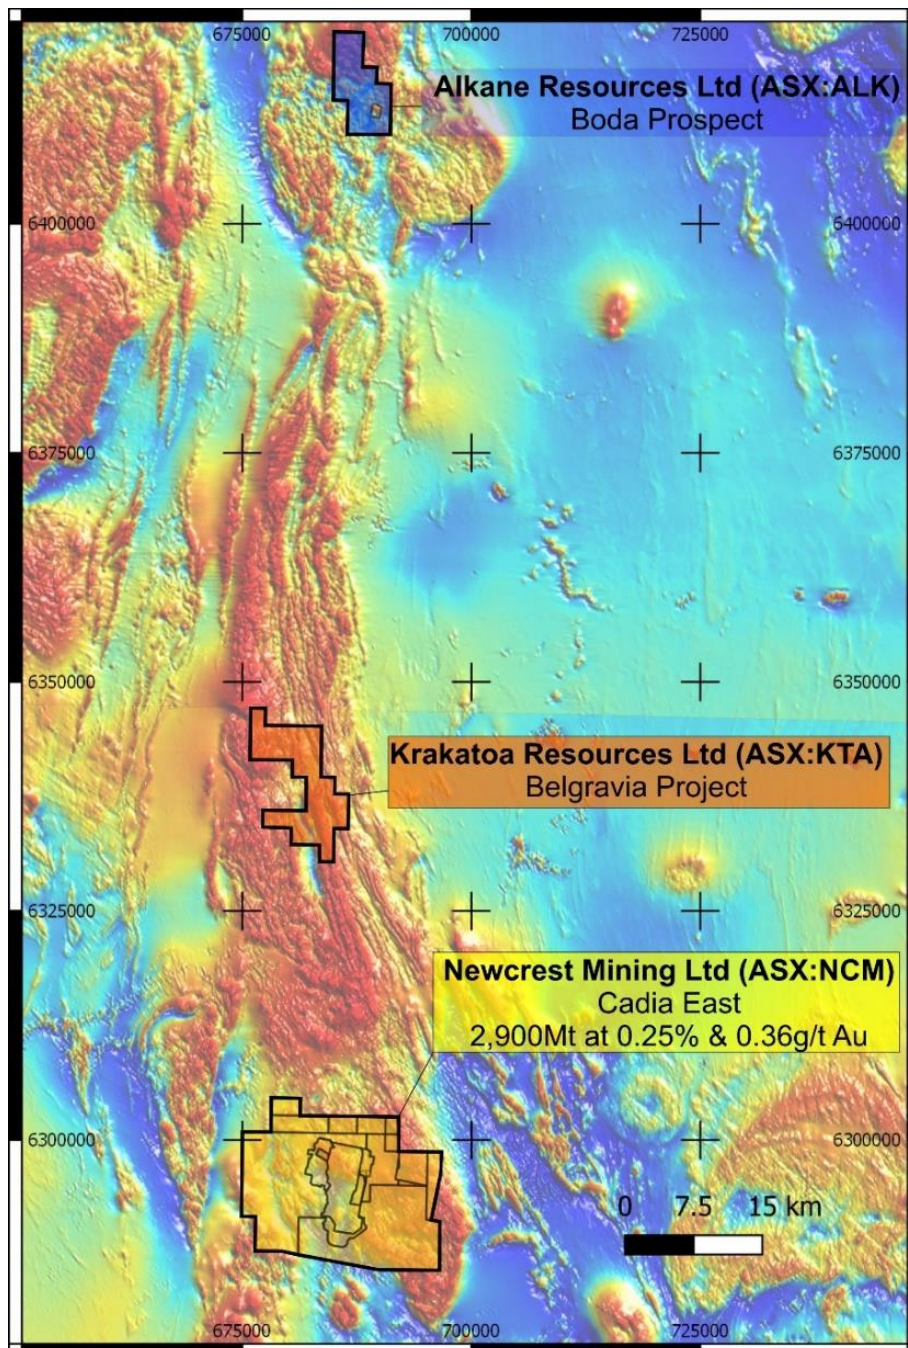 675000 700000 725000
Alkane Resources Ltd (ASX:ALK)
Boda Prospect
6400000 6400000
6375000 6375000
6350000 6350000
Krakatoa Resources Ltd (ASX:KTA)
Belgravia Project
6325000 6325000
Newcrest Mining Ltd (ASX:NCM)
Cadia East
2,900Mt at 0.25% & 0.36g/t Au
6300000 6300000
0 7.5 15 km
675000 700000 725000